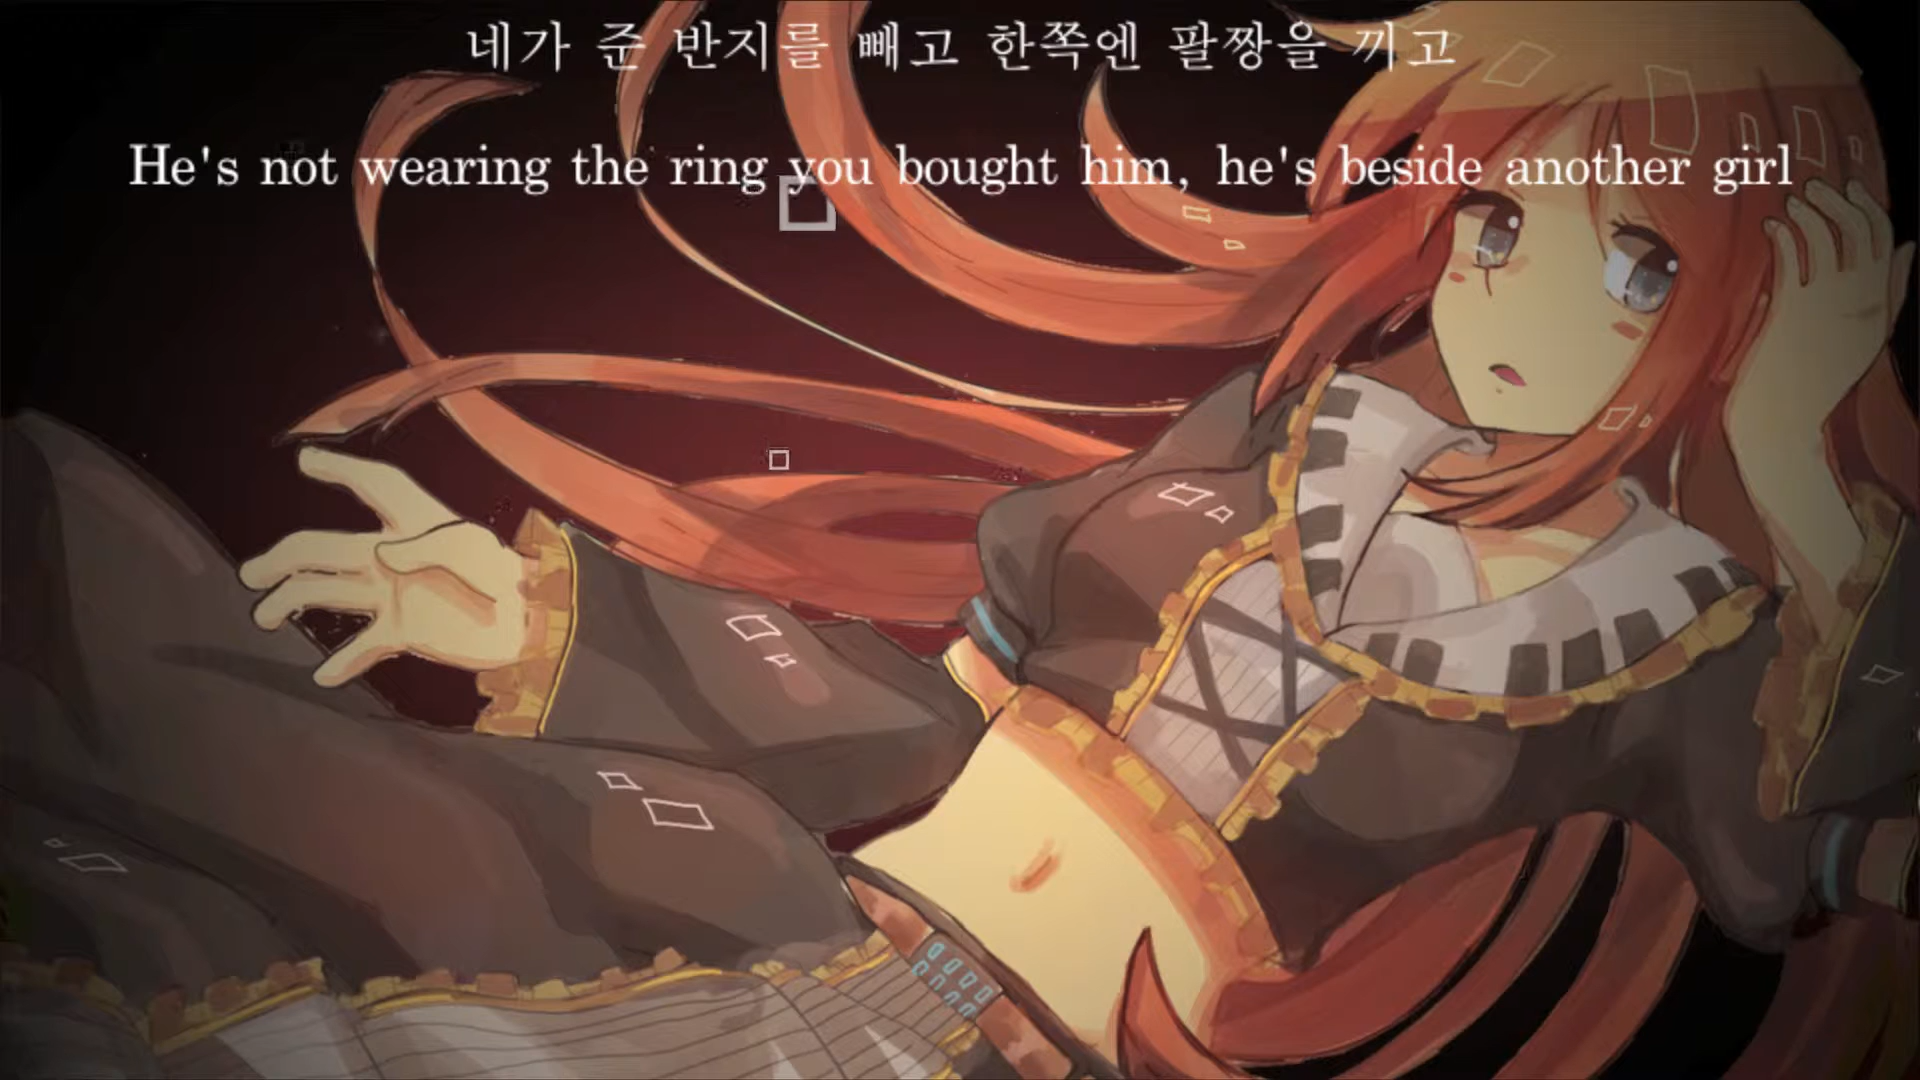 네가 준 반지를 빼고 한쪽엔 팔짱을 끼고
He's not wearing the ring you bought him, he's beside another girl